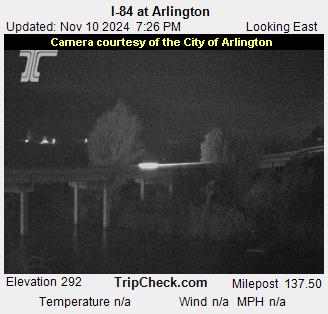 I-84 at Arlington
Updated: Nov 10 2024 7:26 PM Looking East
Camera courtesy of the City of Arlington
Elevation 292 TripCheck.com Milepost 137.50
Temperature n/a Wind n/a MPH n/a